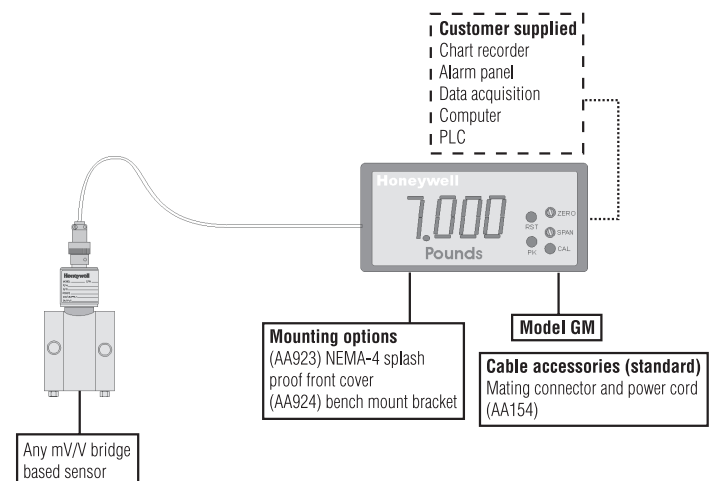 Customer supplied
Chart recorder
Alarm panel
Data acquisition
Computer
PLC
Honeywell
7.000
Pounds
RST
PK
ZERO
SPAN
CAL
Honeywell
Mounting options
(AA923) NEMA-4 splash
proof front cover
(AA924) bench mount bracket
Model GM
Cable accessories (standard)
Mating connector and power cord
(AA154)
Any mV/V bridge
based sensor